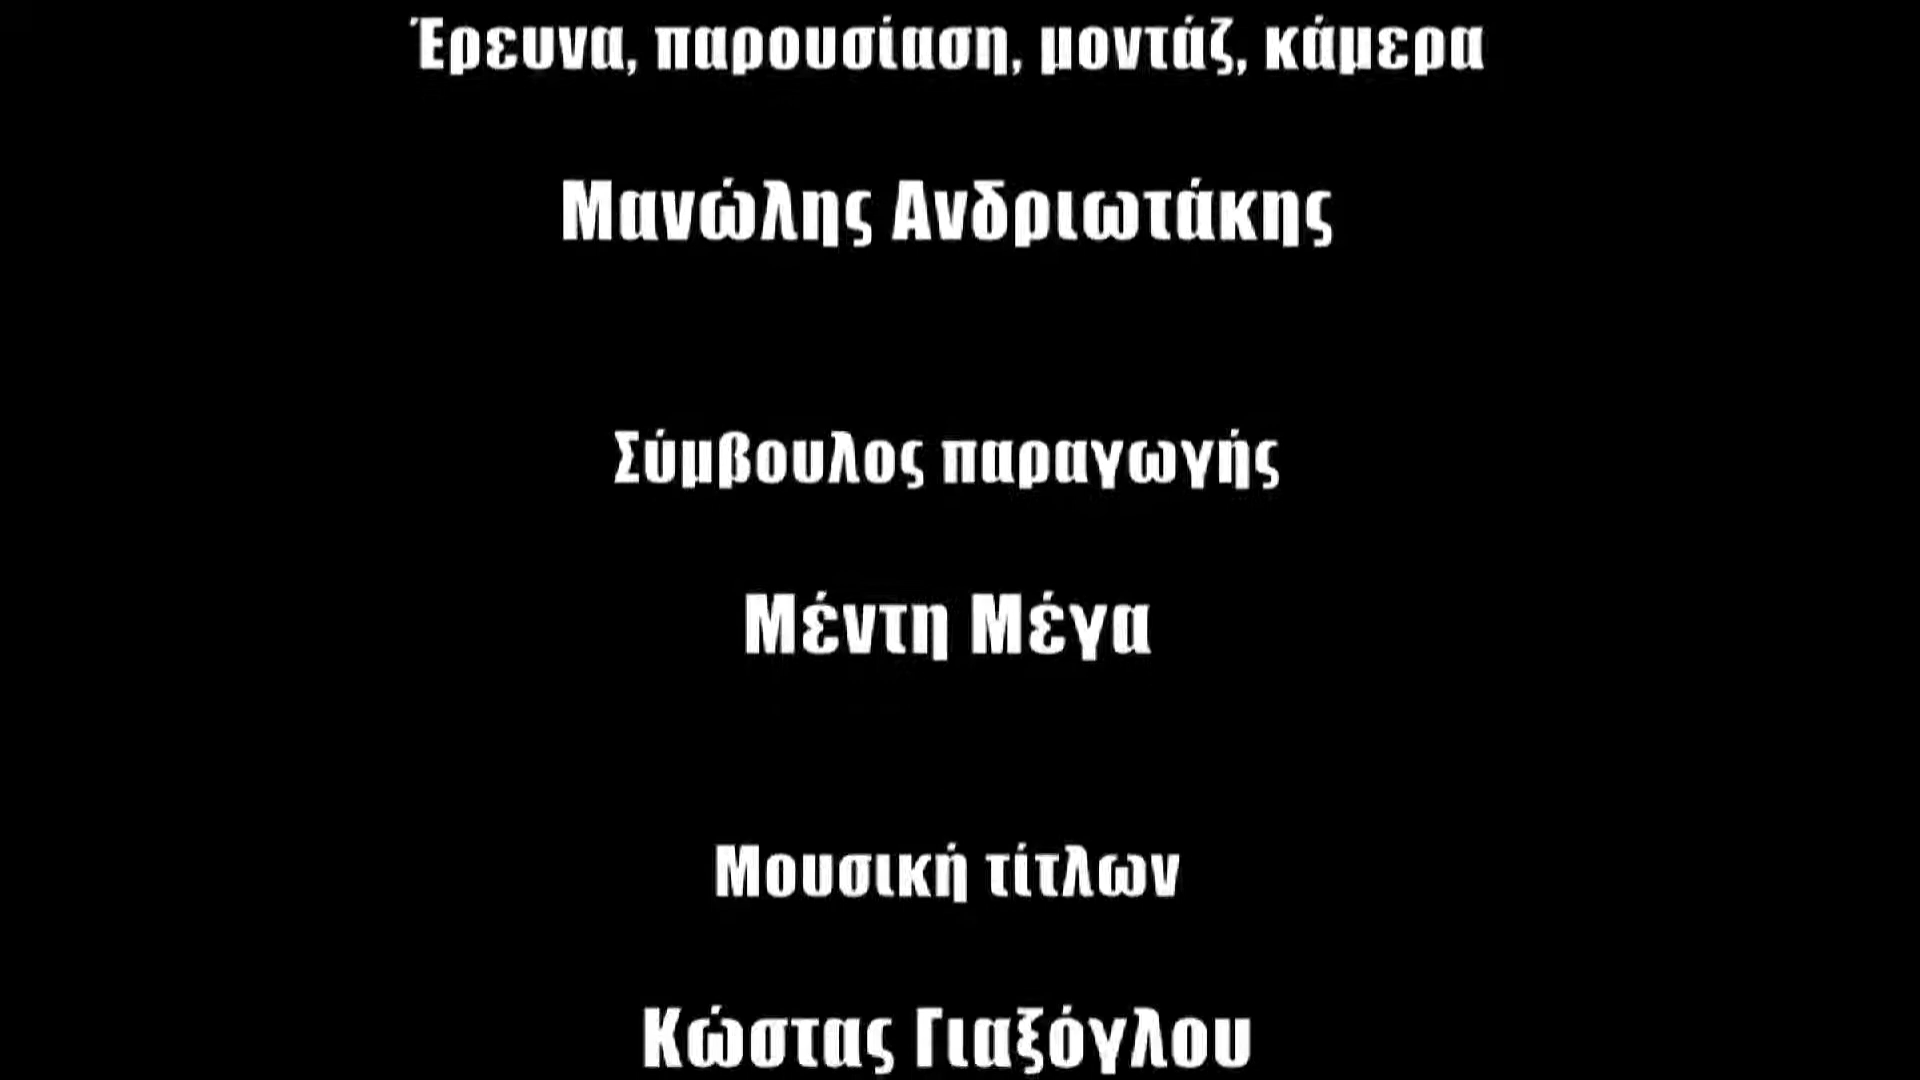 Έρευνα, παρουσίαση, μοντάζ, κάμερα
Μανώλης Ανδριωτάκης
Σύμβουλος παραγωγής
Μέντη Μέγα
Μουσική τίτλων
Κώστας Γιαξόγλου